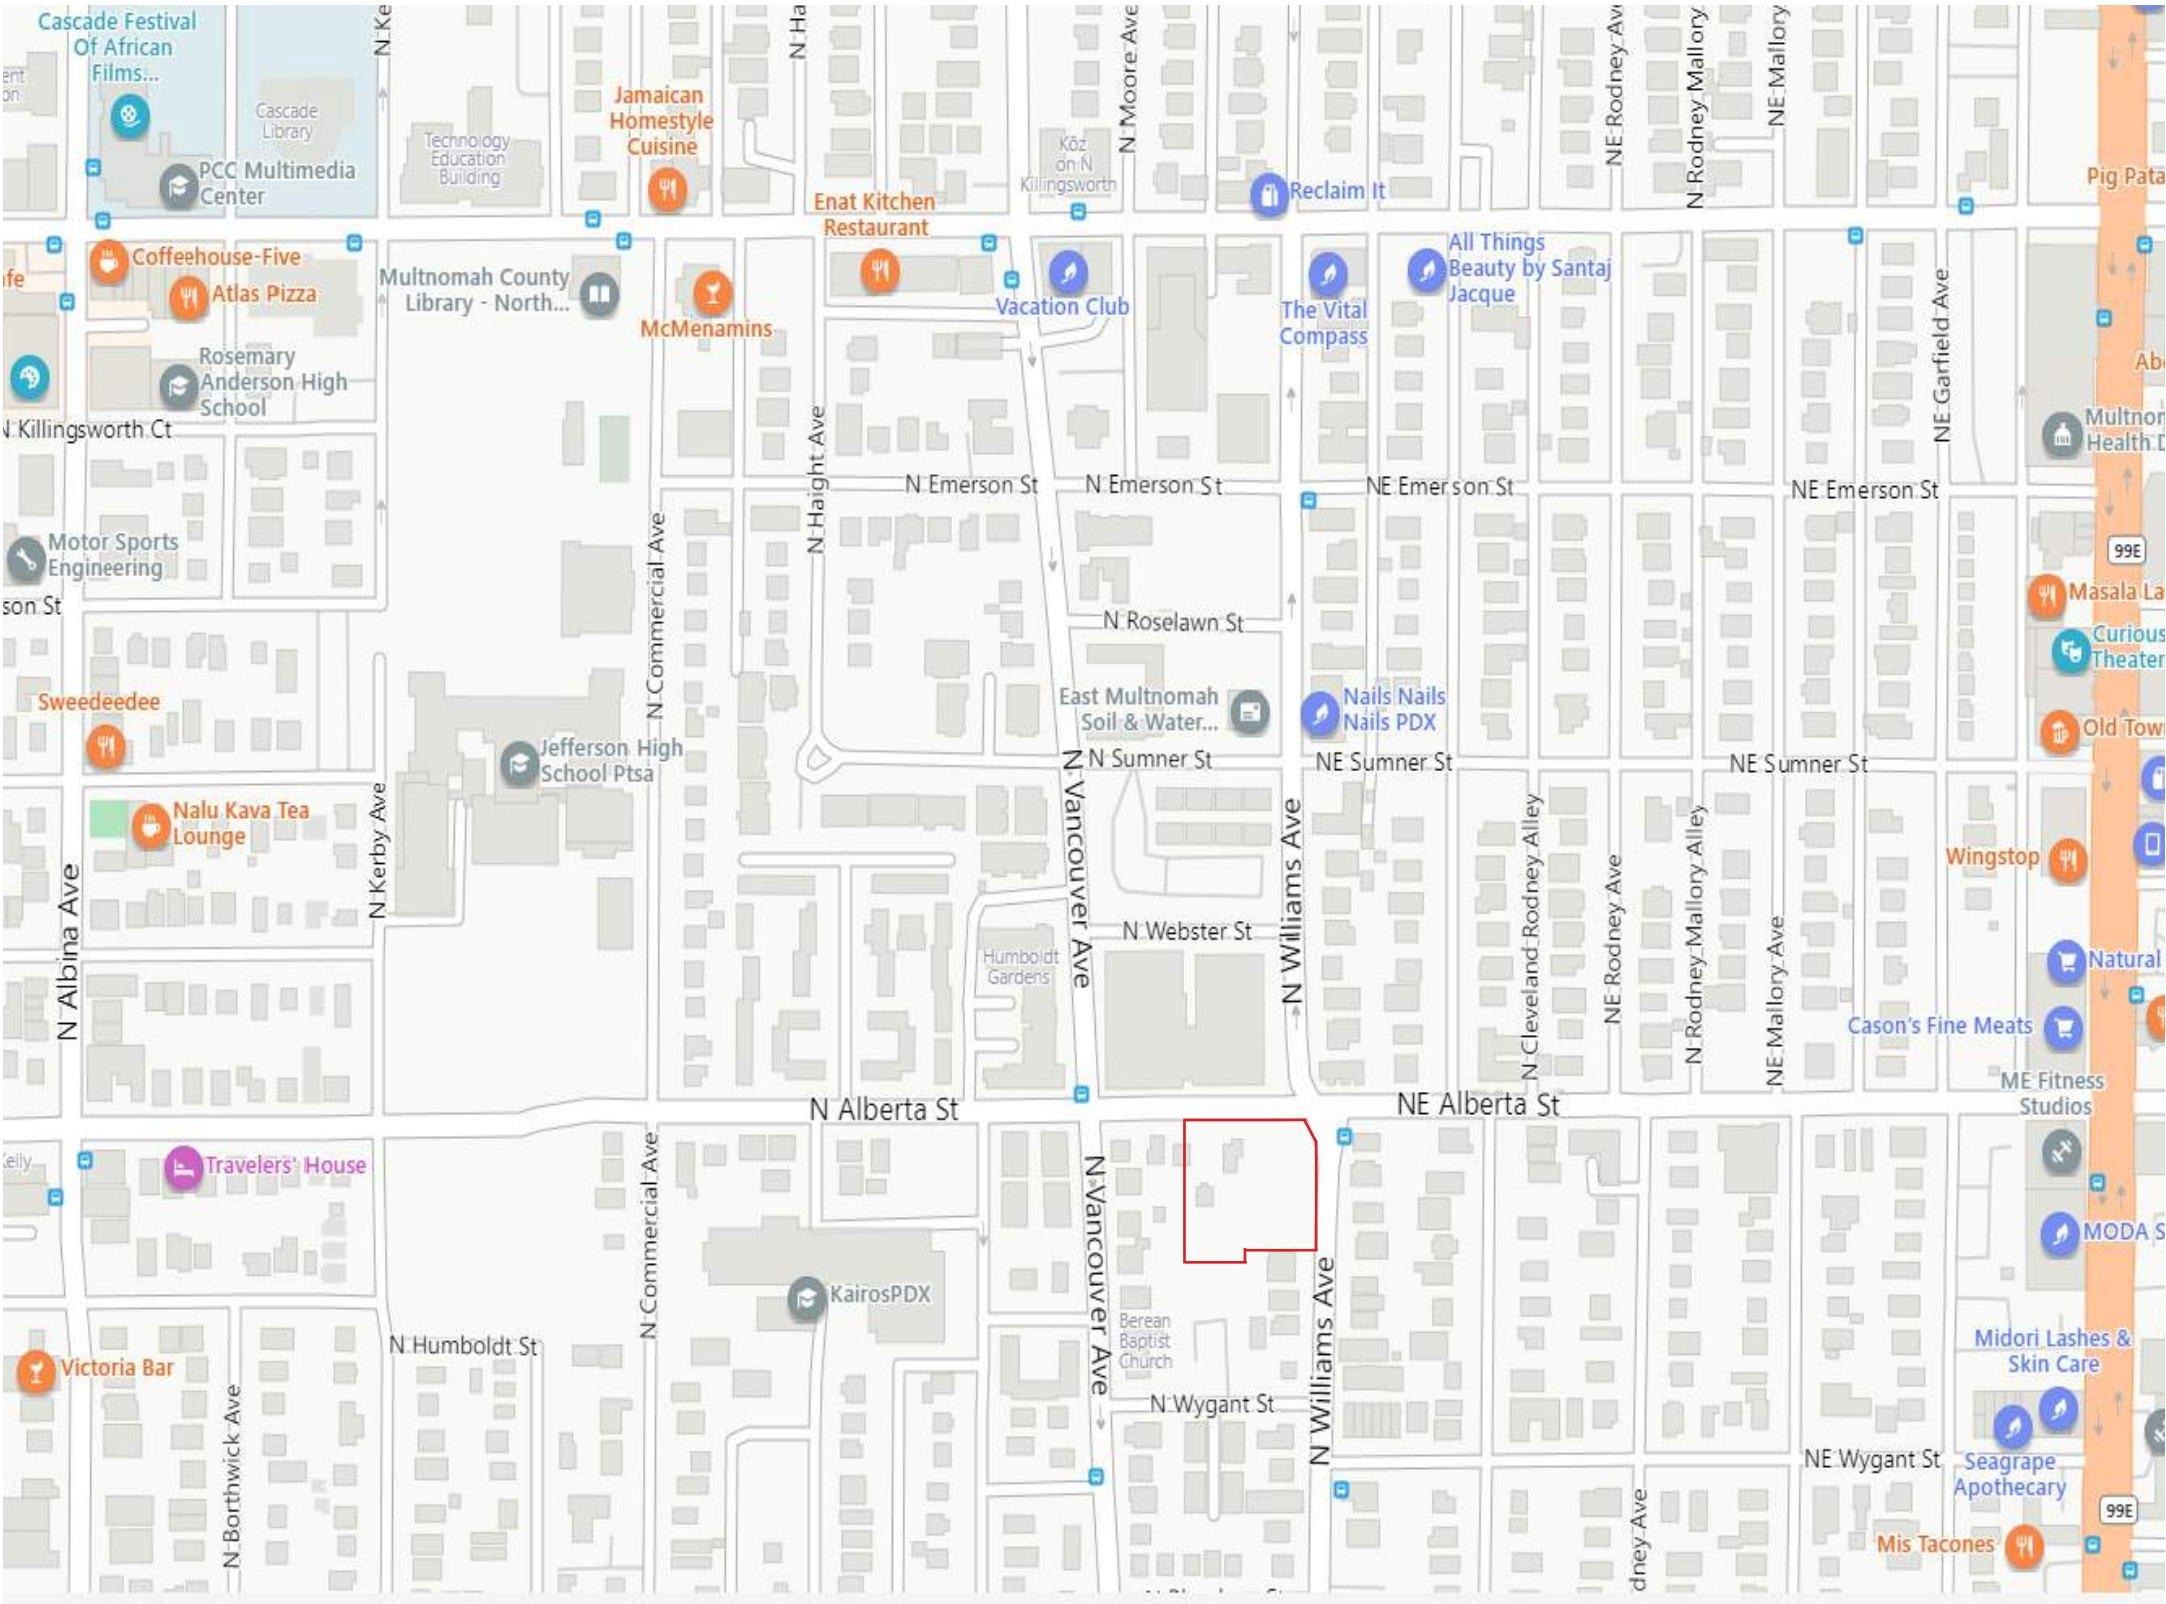 Cascade Festival
Of African
Films...
Cascade
Library
PCC Multimedia
Center
N Ke
Technology
Education
Building
Jamaican
Homestyle
Cuisine
N Ha
Enat Kitchen
Restaurant
N Moore Ave
Kōz
on N
Killingsworth
Reclaim It
NE Rodney Av
N Rodney Mallory
NE Mallory
Pig Pata
Coffeehouse-Five
Atlas Pizza
Multnomah County
Library - North...
McMenamins
Vacation Club
The Vital
Compass
All Things
Beauty by Santaj
Jacque
NE Garfield Ave
Rosemary
Anderson High
School
N Killingsworth Ct
N Haight Ave
N Emerson St
N Emerson St
NE Emerson St
NE Emerson St
Multnom
Health D
Motor Sports
Engineering
son St
N Commercial Ave
N Roselawn St
99E
Masala La
Curious
Theater
Sweedeedee
Jefferson High
School Ptsa
East Multnomah
Soil & Water...
Nails Nails
Nails PDX
Old Tow
N Sumner St
NE Sumner St
NE Sumner St
Nalu Kava Tea
Lounge
N Kerby Ave
N Albina Ave
N Vancouver Ave
N Williams Ave
N Webster St
Humboldt
Gardens
N Cleveland Rodney Alley
NE Rodney Ave
N Rodney Mallory Alley
NE Mallory Ave
Wingstop
Natural
Cason's Fine Meats
ME Fitness
Studios
N Alberta St
NE Alberta St
elly
Travelers' House
N Commercial Ave
N Vancouver Ave
MODA S
KairosPDX
N Williams Ave
Berean
Baptist
Church
N Humboldt St
Victoria Bar
N Borthwick Ave
N Wygant St
Midori Lashes &
Skin Care
NE Wygant St
Seagrape
Apothecary
99E
Mis Tacones
dney Ave